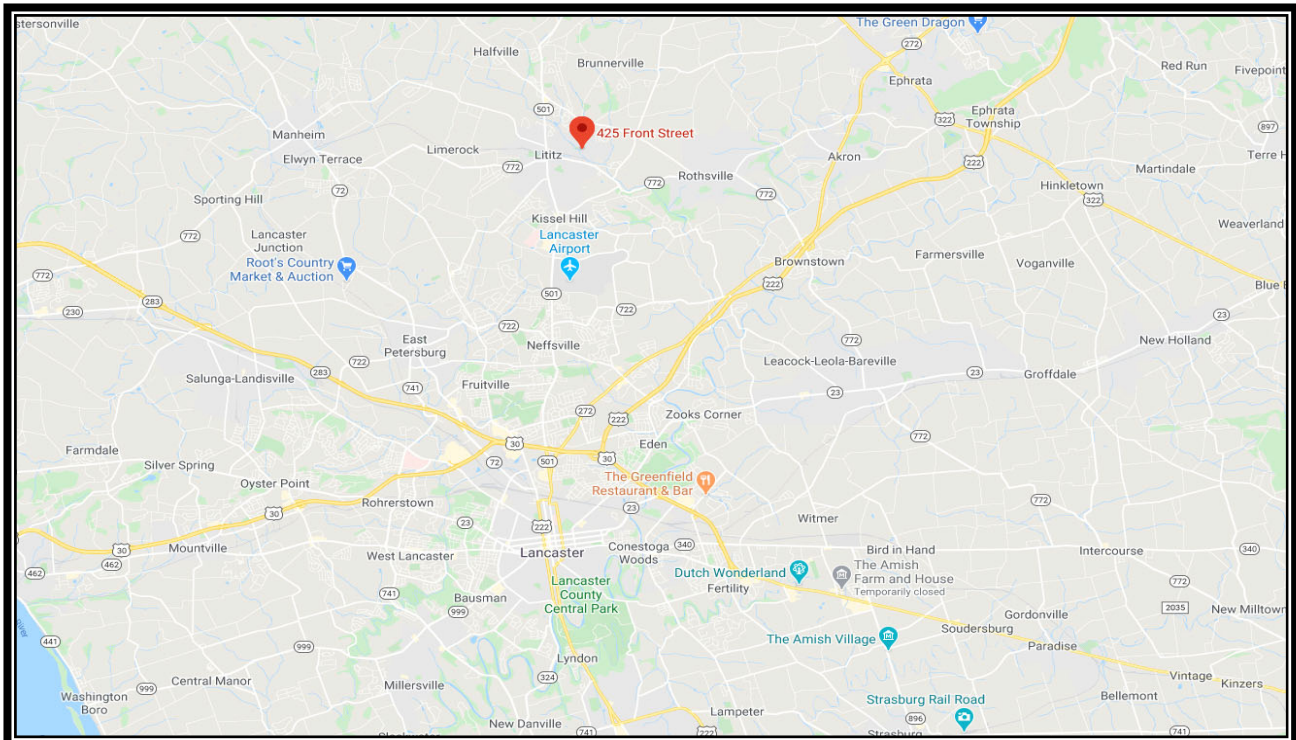 stersonville
The Green Dragon
272
Halfville
Brunnerville
Red Run
Fivepoint
Ephrata
501
425 Front Street
Ephrata
Township
322
897
Manheim
Elwyn Terrace
Limerock
Lititz
772
Akron
222
Terre H
Martindale
772
Rothsville
772
72
Hinkletown
322
Sporting Hill
Kissel Hill
Weaverland
772
Lancaster
Junction
Lancaster
Airport
Root's Country
Market & Auction
Brownstown
Farmersville
Voganville
772
222
Blue
283
501
230
722
722
23
East
Petersburg
Neffsville
772
New Holland
722
Leacock-Leola-Bareville
283
Salunga-Landisville
741
Fruitville
23
Groffdale
23
272
222
Zooks Corner
772
30
Eden
Farmdale
Silver Spring
72
501
30
The Greenfield
Restaurant & Bar
Oyster Point
Rohrerstown
772
30
23
222
23
Witmer
30
Mountville
West Lancaster
Lancaster
Conestoga
Woods
340
Bird in Hand
Intercourse
340
462
462
Dutch Wonderland
The Amish
Farm and House
Temporarily closed
Fertility
Lancaster
County
Central Park
772
741
Bausman
999
2035
New Milltown
Gordonville
441
Soudersburg
The Amish Village
999
Paradise
Lyndon
324
Vintage
Kinzers
999
Central Manor
Millersville
Washington
Boro
Bellemont
Strasburg Rail Road
Lampeter
New Danville
896
741
222
741
Strasburg